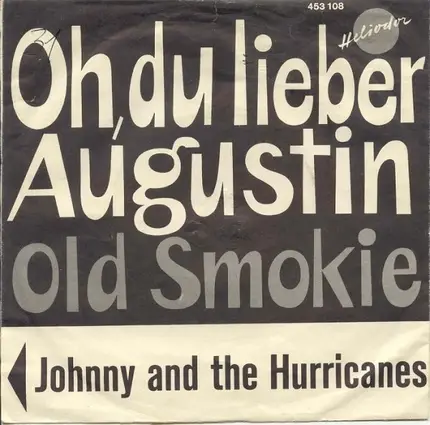 453 108
Heliodor
Oh, du lieber
Augustin
Old Smokie
Johnny and the Hurricanes